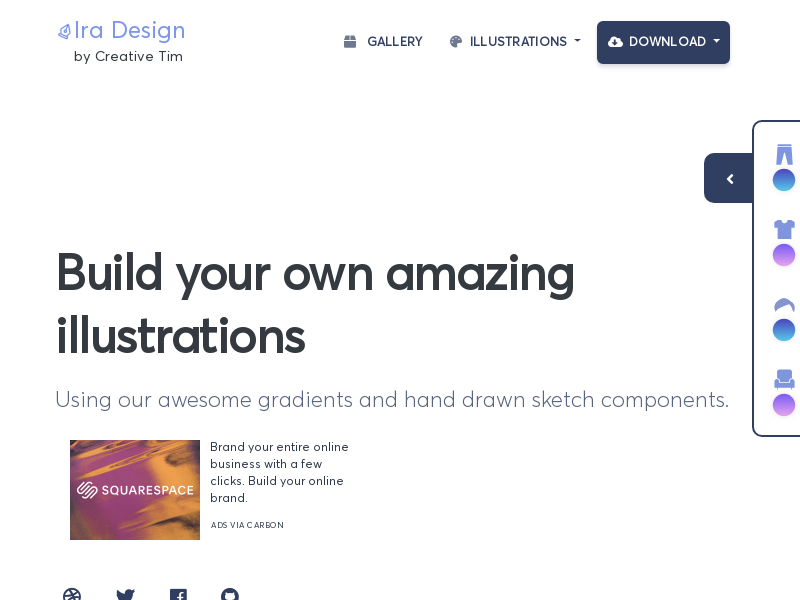 Ira Design
by Creative Tim
GALLERY
ILLUSTRATIONS
DOWNLOAD
Build your own amazing
illustrations
Using our awesome gradients and hand drawn sketch components.
SQUARESPACE
Brand your entire online
business with a few
clicks. Build your online
brand.
ADS VIA CARBON